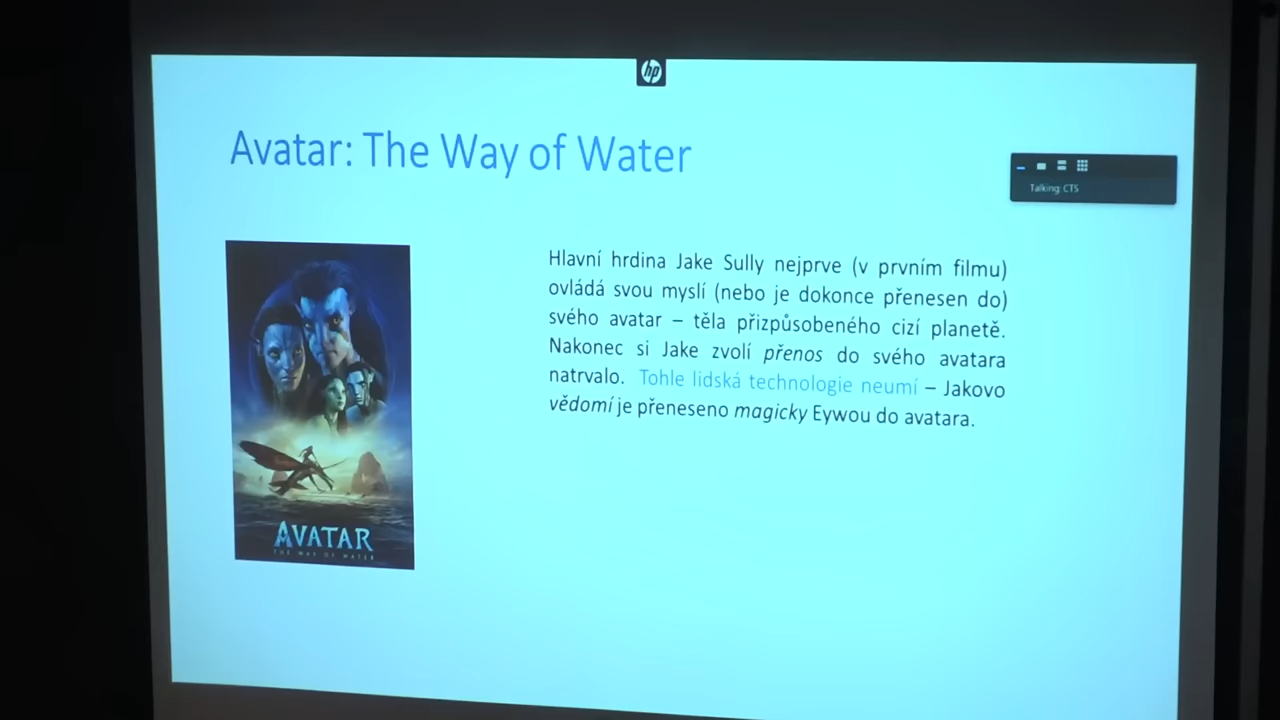 hp
Avatar: The Way of Water
Talking: CTS
Hlavní hrdina Jake Sully nejprve (v prvním filmu)
ovládá svou myslí (nebo je dokonce přenesen do)
svého avatar – těla přizpůsobeného cizí planetě.
Nakonec si Jake zvolí přenos do svého avatara
natrvalo. Tohle lidská technologie neumí – Jakovo
vědomí je přeneseno magicky Eywou do avatara.
AVATAR
THE WAY OF WATER